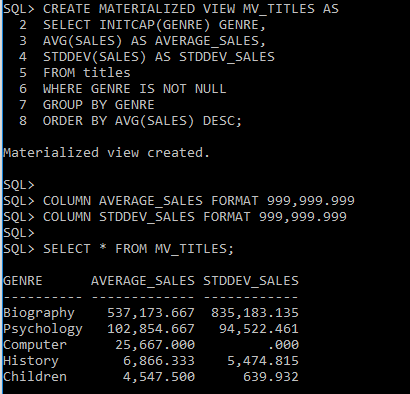 SQL> CREATE MATERIALIZED VIEW MV_TITLES AS
  2  SELECT INITCAP(GENRE) GENRE,
  3  AVG(SALES) AS AVERAGE_SALES,
  4  STDDEV(SALES) AS STDDEV_SALES
  5  FROM titles
  6  WHERE GENRE IS NOT NULL
  7  GROUP BY GENRE
  8  ORDER BY AVG(SALES) DESC;
Materialized view created.
SQL>
SQL> COLUMN AVERAGE_SALES FORMAT 999,999.999
SQL> COLUMN STDDEV_SALES FORMAT 999,999.999
SQL>
SQL> SELECT * FROM MV_TITLES;
GENRE      AVERAGE_SALES STDDEV_SALES
---------- ------------- ------------
Biography    537,173.667  835,183.135
Psychology   102,854.667   94,522.461
Computer      25,667.000         .000
History        6,866.333    5,474.815
Children       4,547.500      639.932